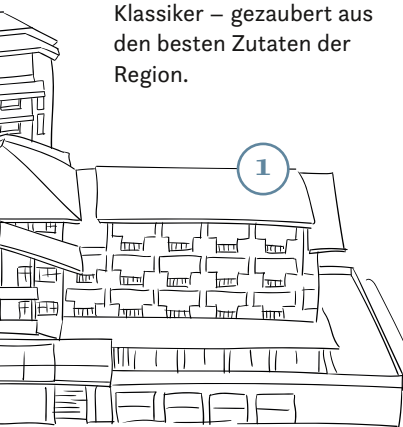 Klassiker – gezaubert aus
den besten Zutaten der
Region.
1